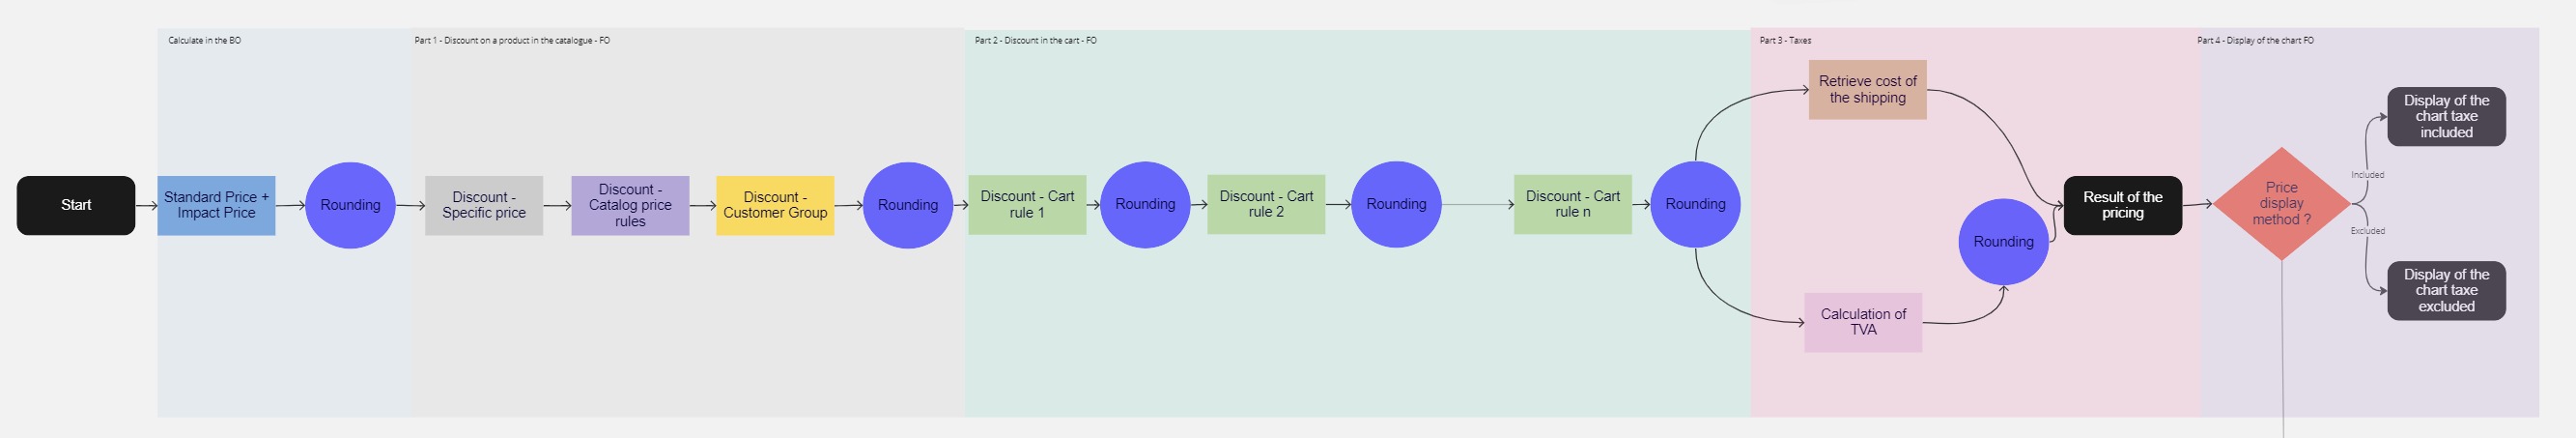 Calculate in the BO
Part 1 - Discount on a product in the catalogue - FO
Part 2 - Discount in the cart - FO
Part 3 - Taxes
Part 4 - Display of the chart FO
Start
Standard Price +
Impact Price
Rounding
Discount -
Specific price
Discount -
Catalog price
rules
Discount -
Customer Group
Rounding
Discount - Cart
rule 1
Rounding
Discount - Cart
rule 2
Rounding
Discount - Cart
rule n
Rounding
Retrieve cost of
the shipping
Calculation of
TVA
Rounding
Result of the
pricing
Price
display
method ?
Included
Display of the
chart taxe
included
Excluded
Display of the
chart taxe
excluded